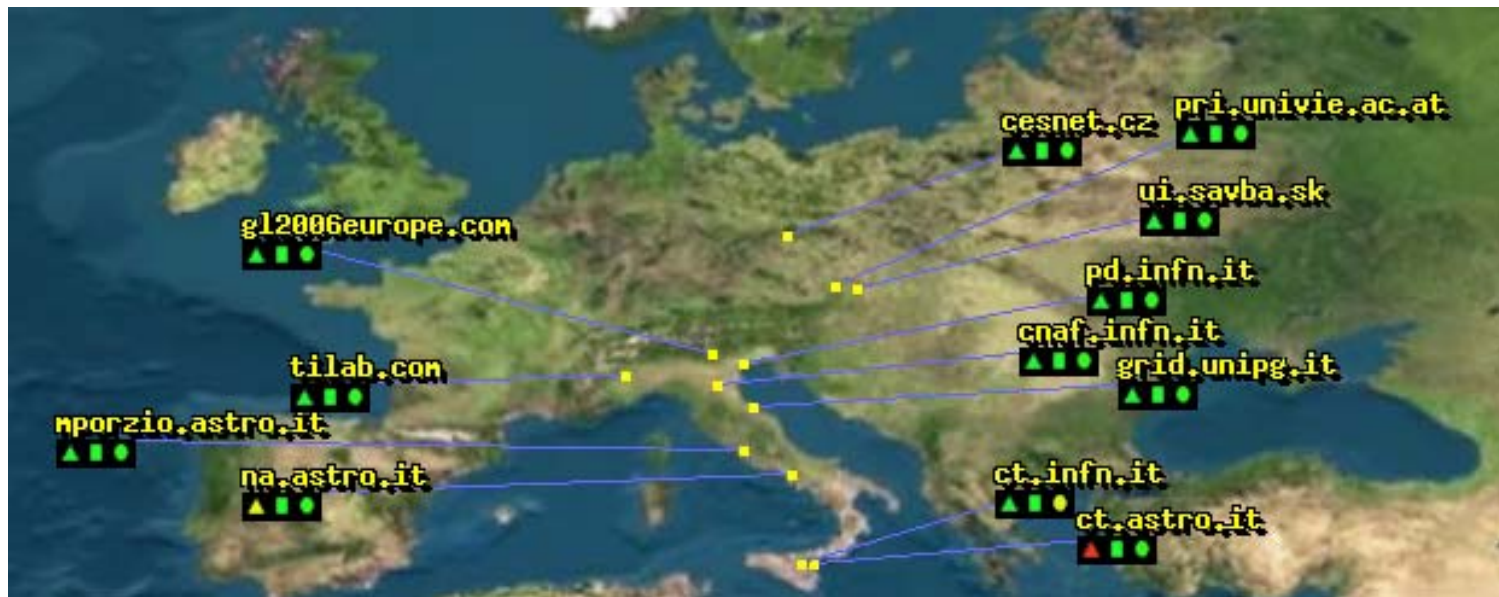 pri.univie.ac.at
cesnet.cz
ui.savba.sk
gl2006europe.com
pd.infn.it
cnaf.infn.it
tilab.com
grid.unipg.it
mporzio.astro.it
na.astro.it
ct.infn.it
ct.astro.it